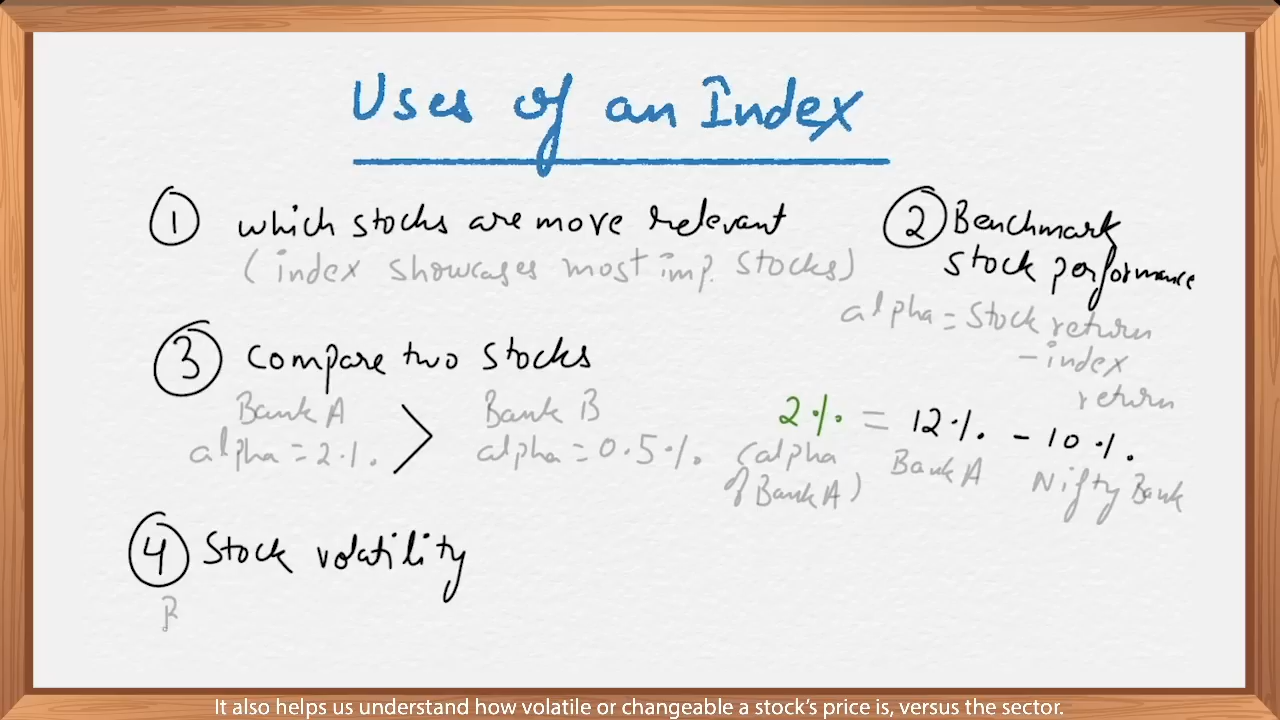 Uses of an Index
① which stocks are more relevant
(index showcases most imp. stocks)
② Benchmark
stock performance
alpha = Stock return
- index
return
③ Compare two stocks
Bank A > Bank B
alpha = 2%. alpha = 0.5%.
2% = 12% - 10%.
(alpha Bank A Nifty Bank
of Bank A)
④ Stock volatility
B
It also helps us understand how volatile or changeable a stock's price is, versus the sector.